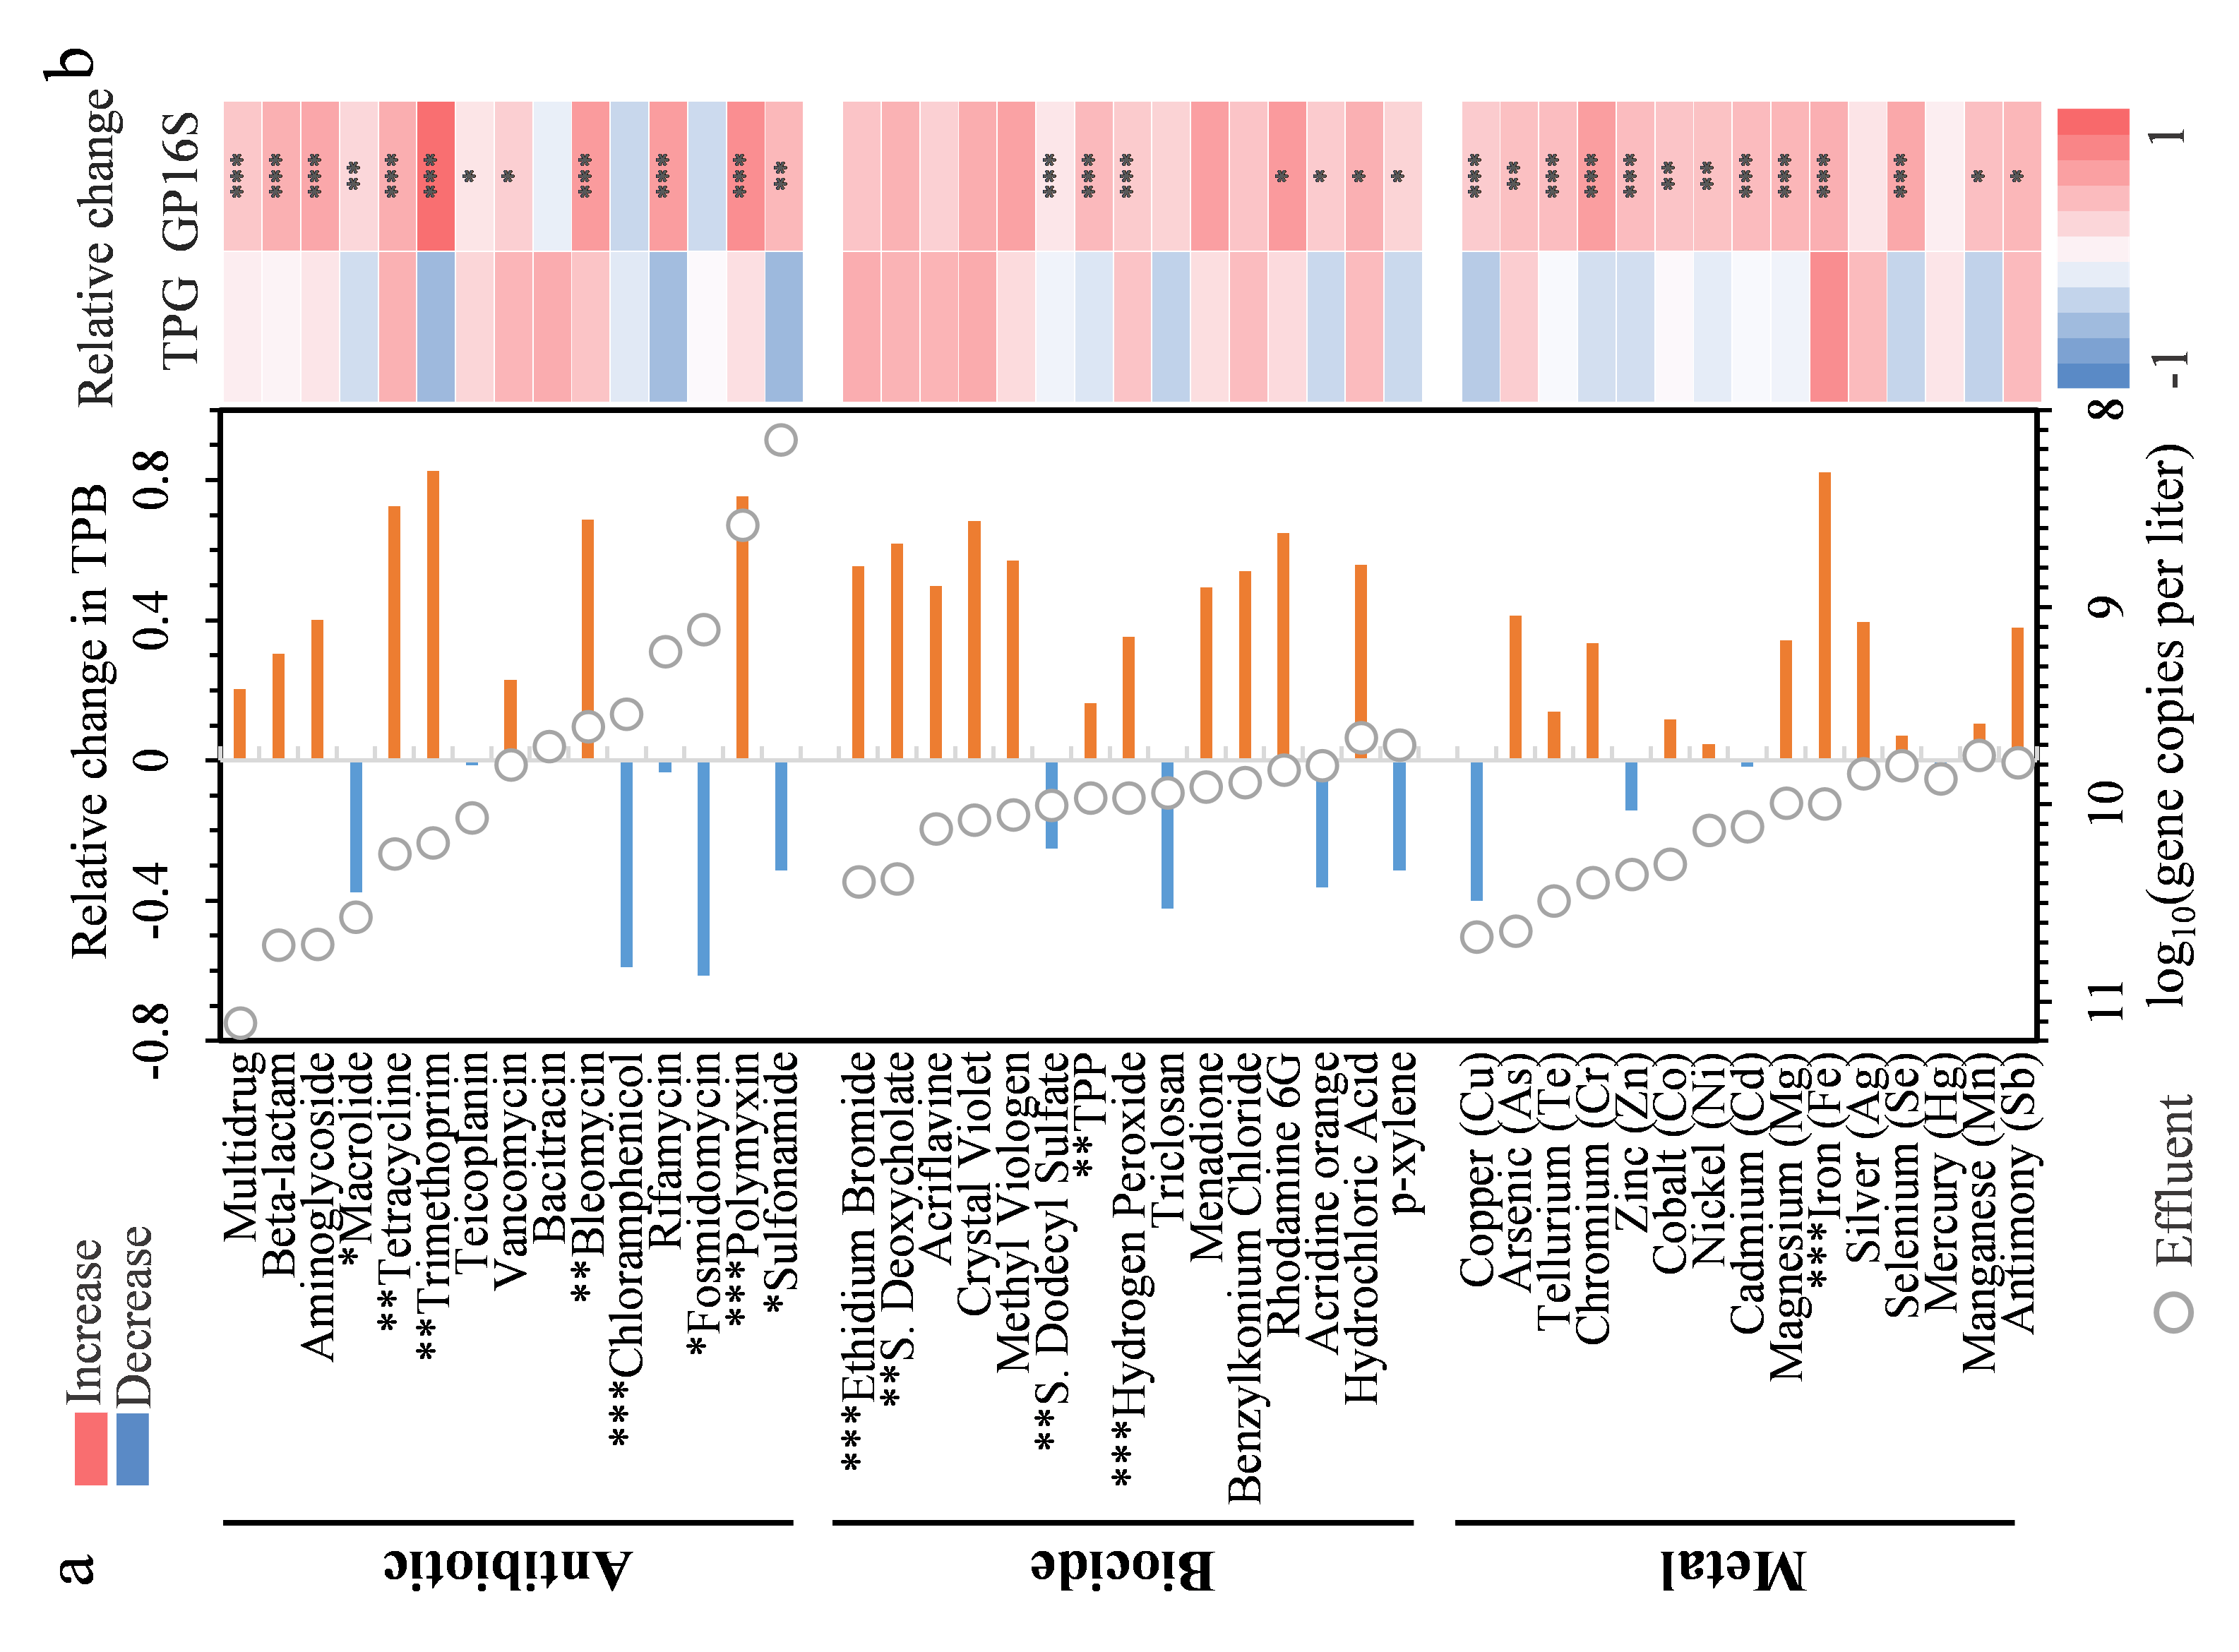 a
Increase
Decrease
Relative change in TPB
-0.8
-0.4
0
0.4
0.8
b
Relative change
TPG
GP16S
Antibiotic
Multidrug
***
Beta-lactam
***
Aminoglycoside
***
*Macrolide
**
**Tetracycline
***
***Trimethoprim
***
Teicoplanin
*
Vancomycin
*
Bacitracin
**Bleomycin
***
***Chloramphenicol
Rifamycin
***
*Fosmidomycin
***Polymyxin
***
*Sulfonamide
**
Biocide
***Ethidium Bromide
**S. Deoxycholate
Acriflavine
Crystal Violet
Methyl Viologen
**S. Dodecyl Sulfate
***
**TPP
***
***Hydrogen Peroxide
***
Triclosan
Menadione
Benzylkonium Chloride
Rhodamine 6G
*
Acridine orange
*
Hydrochloric Acid
*
p-xylene
*
Metal
Copper (Cu)
***
Arsenic (As)
**
Tellurium (Te)
***
Chromium (Cr)
***
Zinc (Zn)
***
Cobalt (Co)
**
Nickel (Ni)
**
Cadmium (Cd)
***
Magnesium (Mg)
***
***Iron (Fe)
***
Silver (Ag)
Selenium (Se)
***
Mercury (Hg)
Manganese (Mn)
*
Antimony (Sb)
*
11
10
9
8
-1
1
Effluent
log10(gene copies per liter)